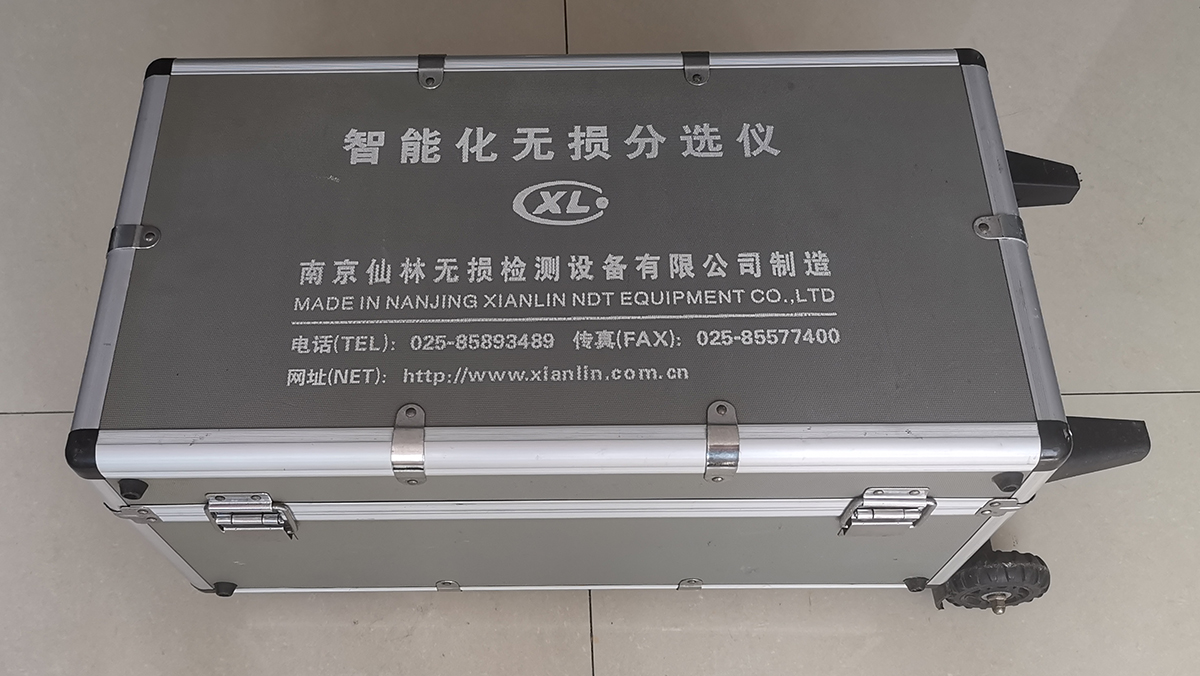 智能化无损分选仪
XL
南京仙林无损检测设备有限公司制造
MADE IN NANJING XIANLIN NDT EQUIPMENT CO.,LTD
电话(TEL): 025-85893489 传真(FAX): 025-85577400
网址(NET): http://www.xianlin.com.cn